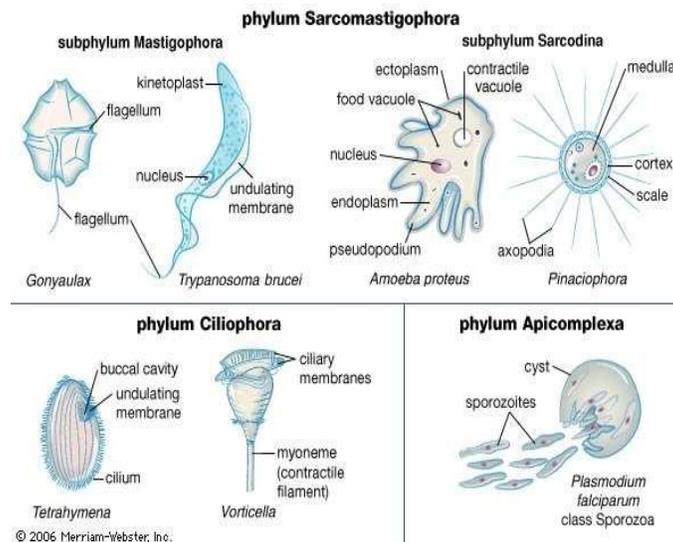 phylum Sarcomastigophora
subphylum Mastigophora
kinetoplast
flagellum
nucleus
undulating
membrane
flagellum
Gonyaulax
Trypanosoma brucei
subphylum Sarcodina
ectoplasm
contractile
vacuole
medulla
food vacuole
nucleus
cortex
scale
endoplasm
pseudopodium
axopodia
Amoeba proteus
Pinaciophora
phylum Ciliophora
buccal cavity
undulating
membrane
cilium
Tetrahymena
ciliary
membranes
myoneme
(contractile
filament)
Vorticella
phylum Apicomplexa
cyst
sporozoites
Plasmodium
falciparum
class Sporozoa
© 2006 Merriam-Webster, Inc.